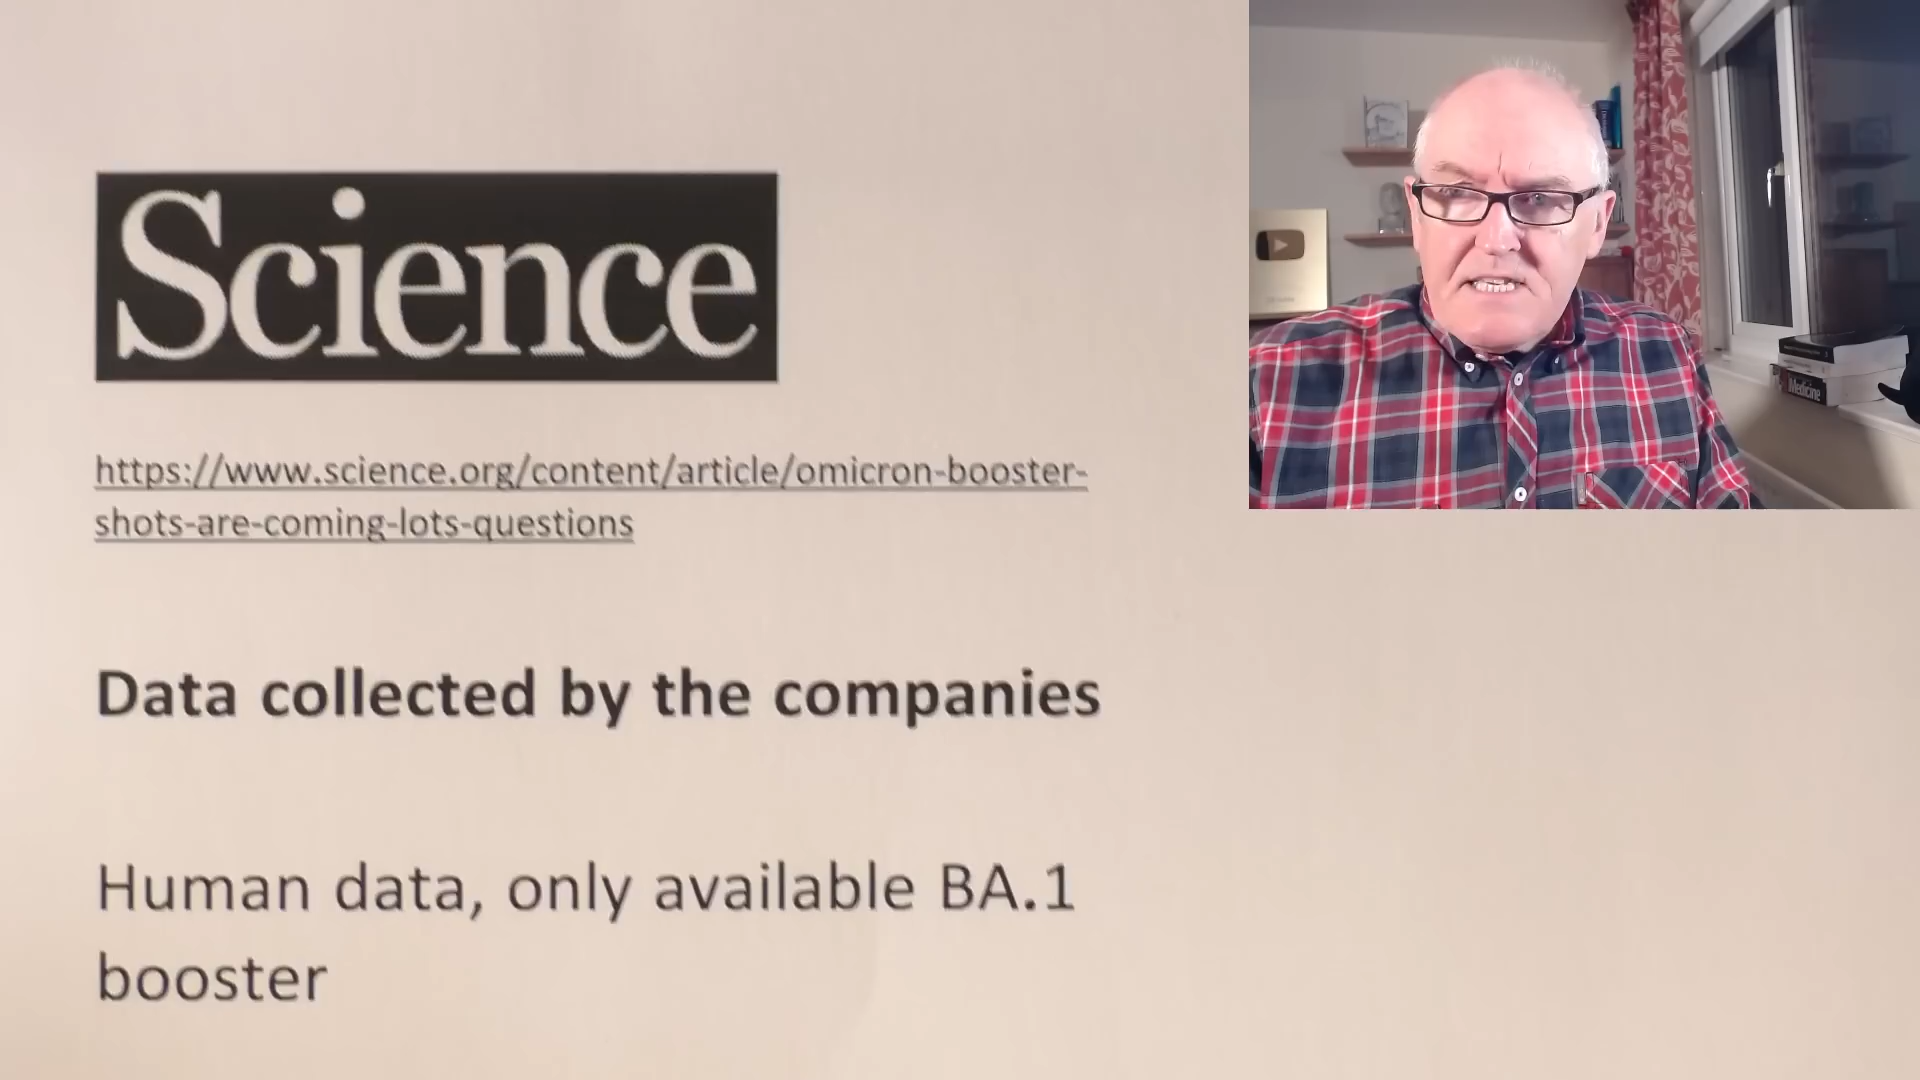 Science
https://www.science.org/content/article/omicron-booster-
shots-are-coming-lots-questions
Data collected by the companies
Human data, only available BA.1
booster
Medicine